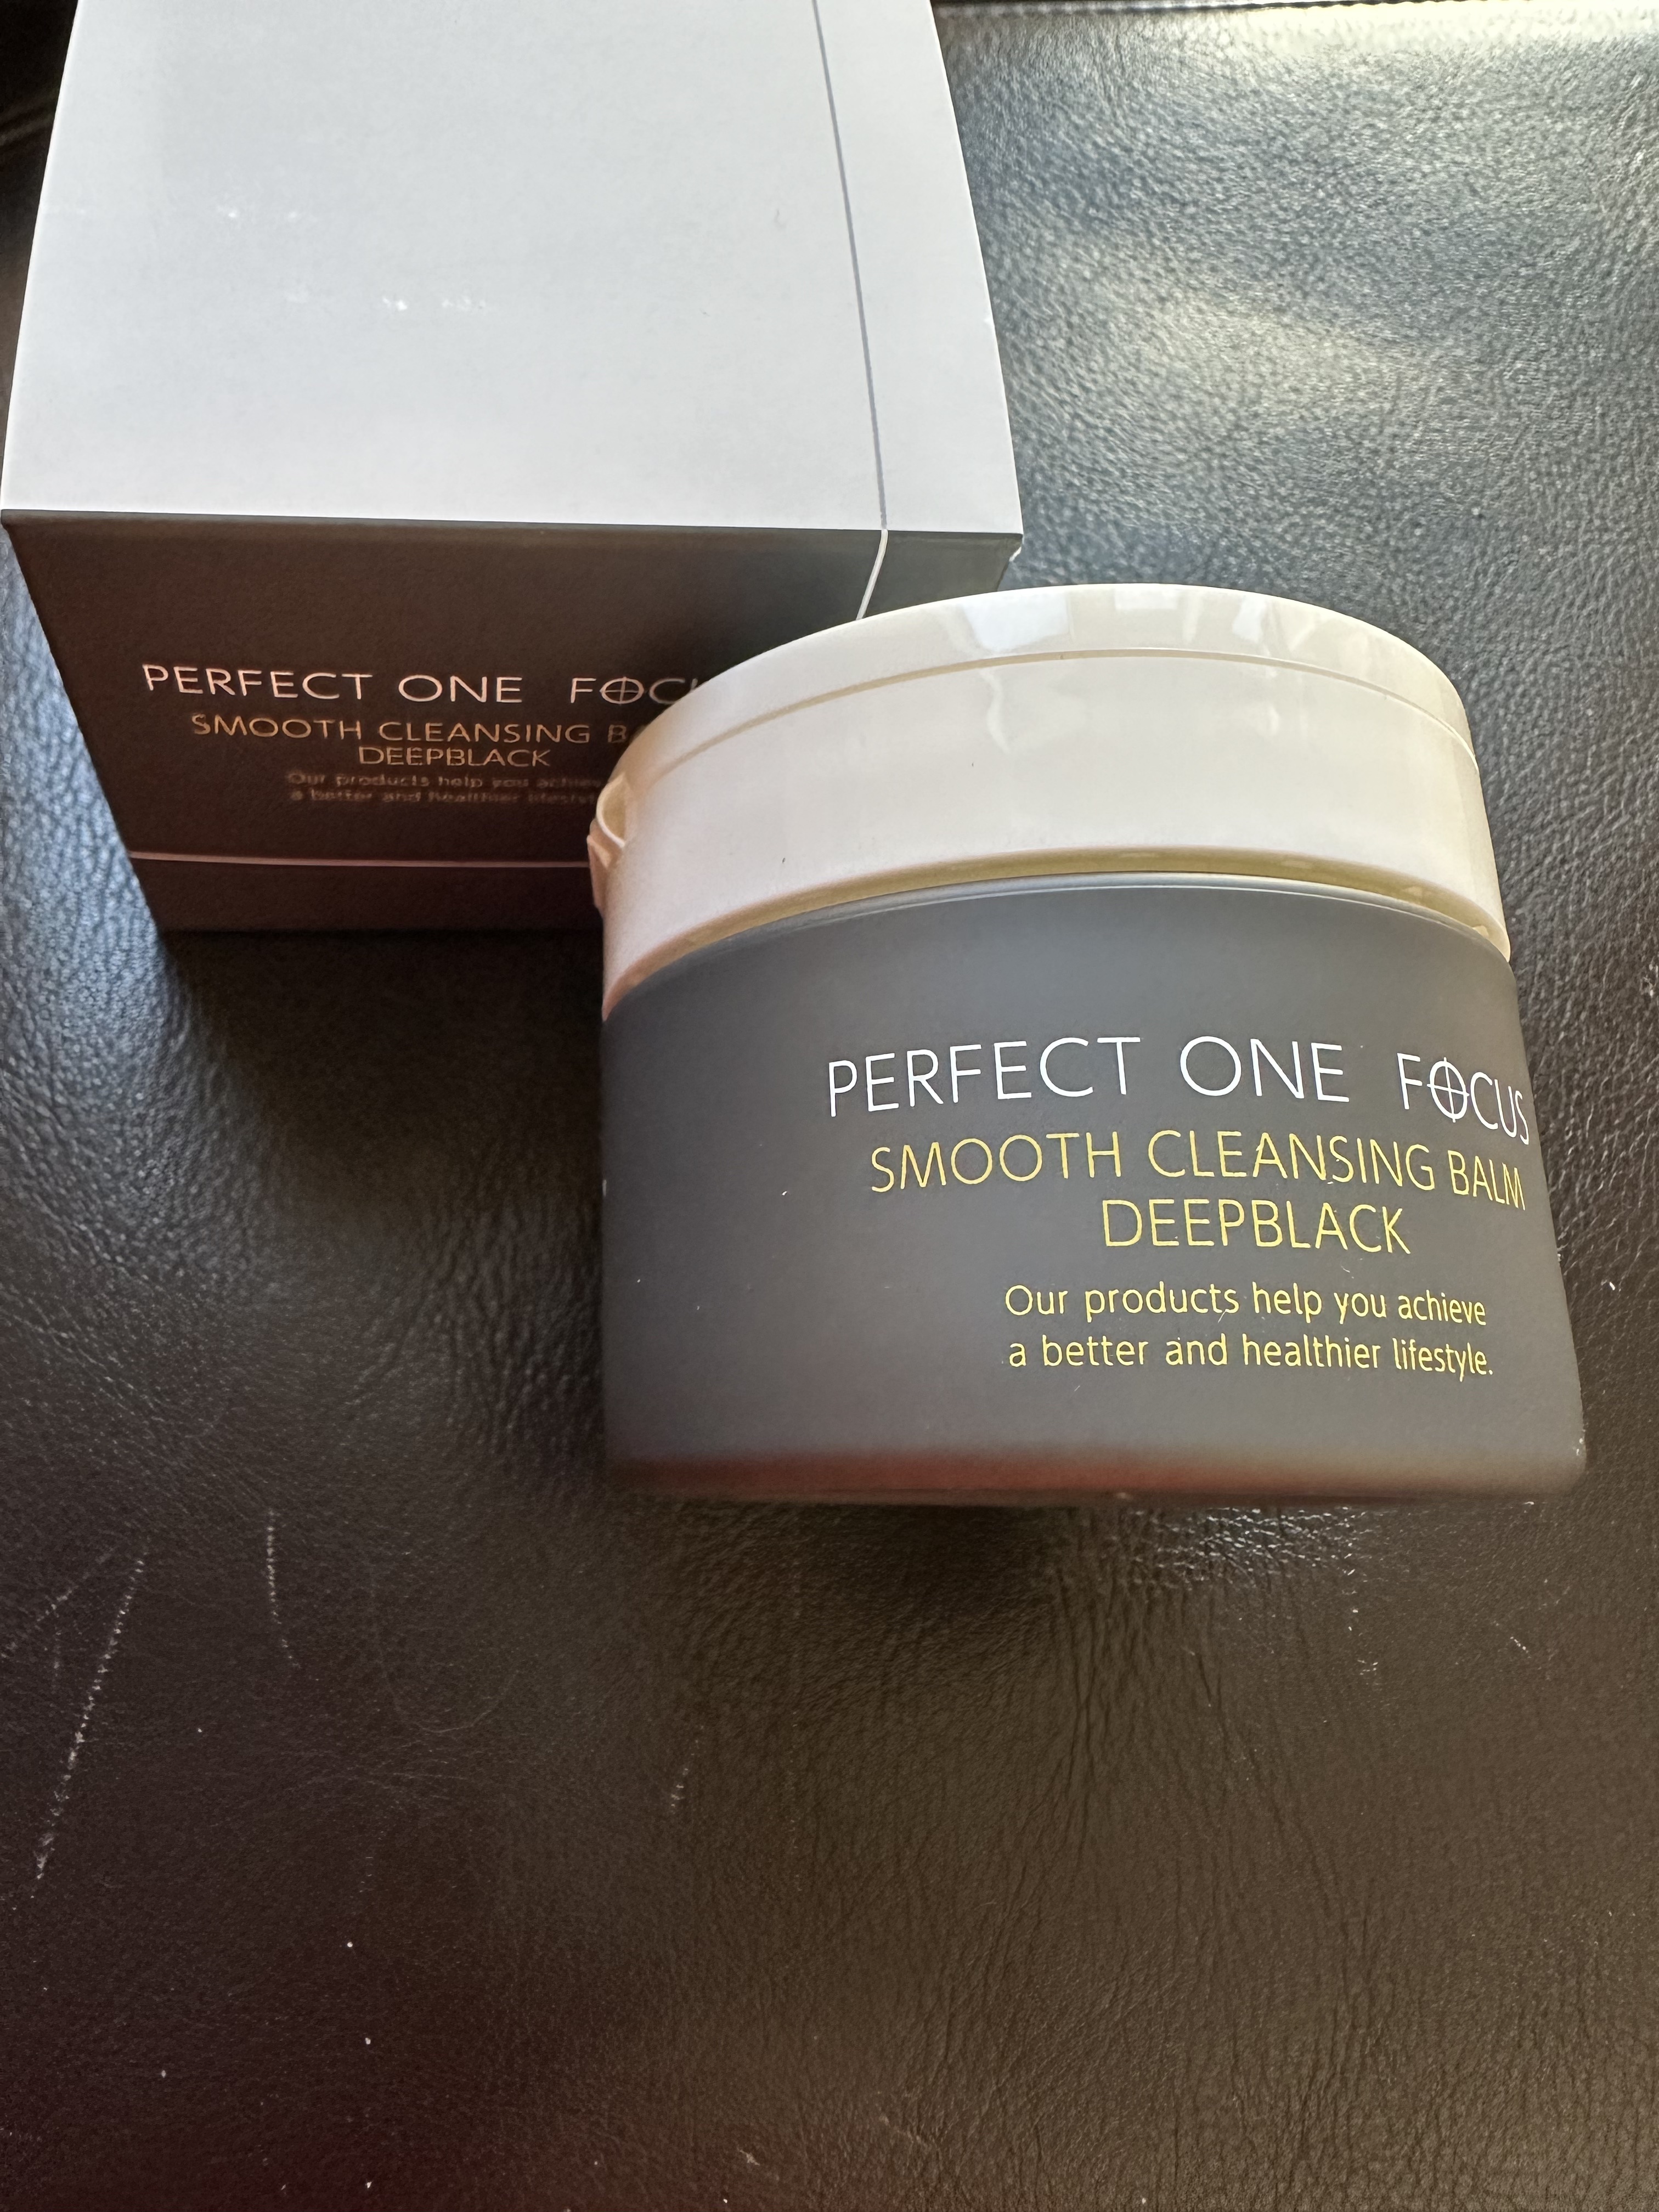 PERFECT ONE FOCUS
SMOOTH CLEANSING
DEEPBLACK
Our products help you
a better and healthier
PERFECT ONE FOCUS
SMOOTH CLEANSING BALM
DEEPBLACK
Our products help you achieve
a better and healthier lifestyle.